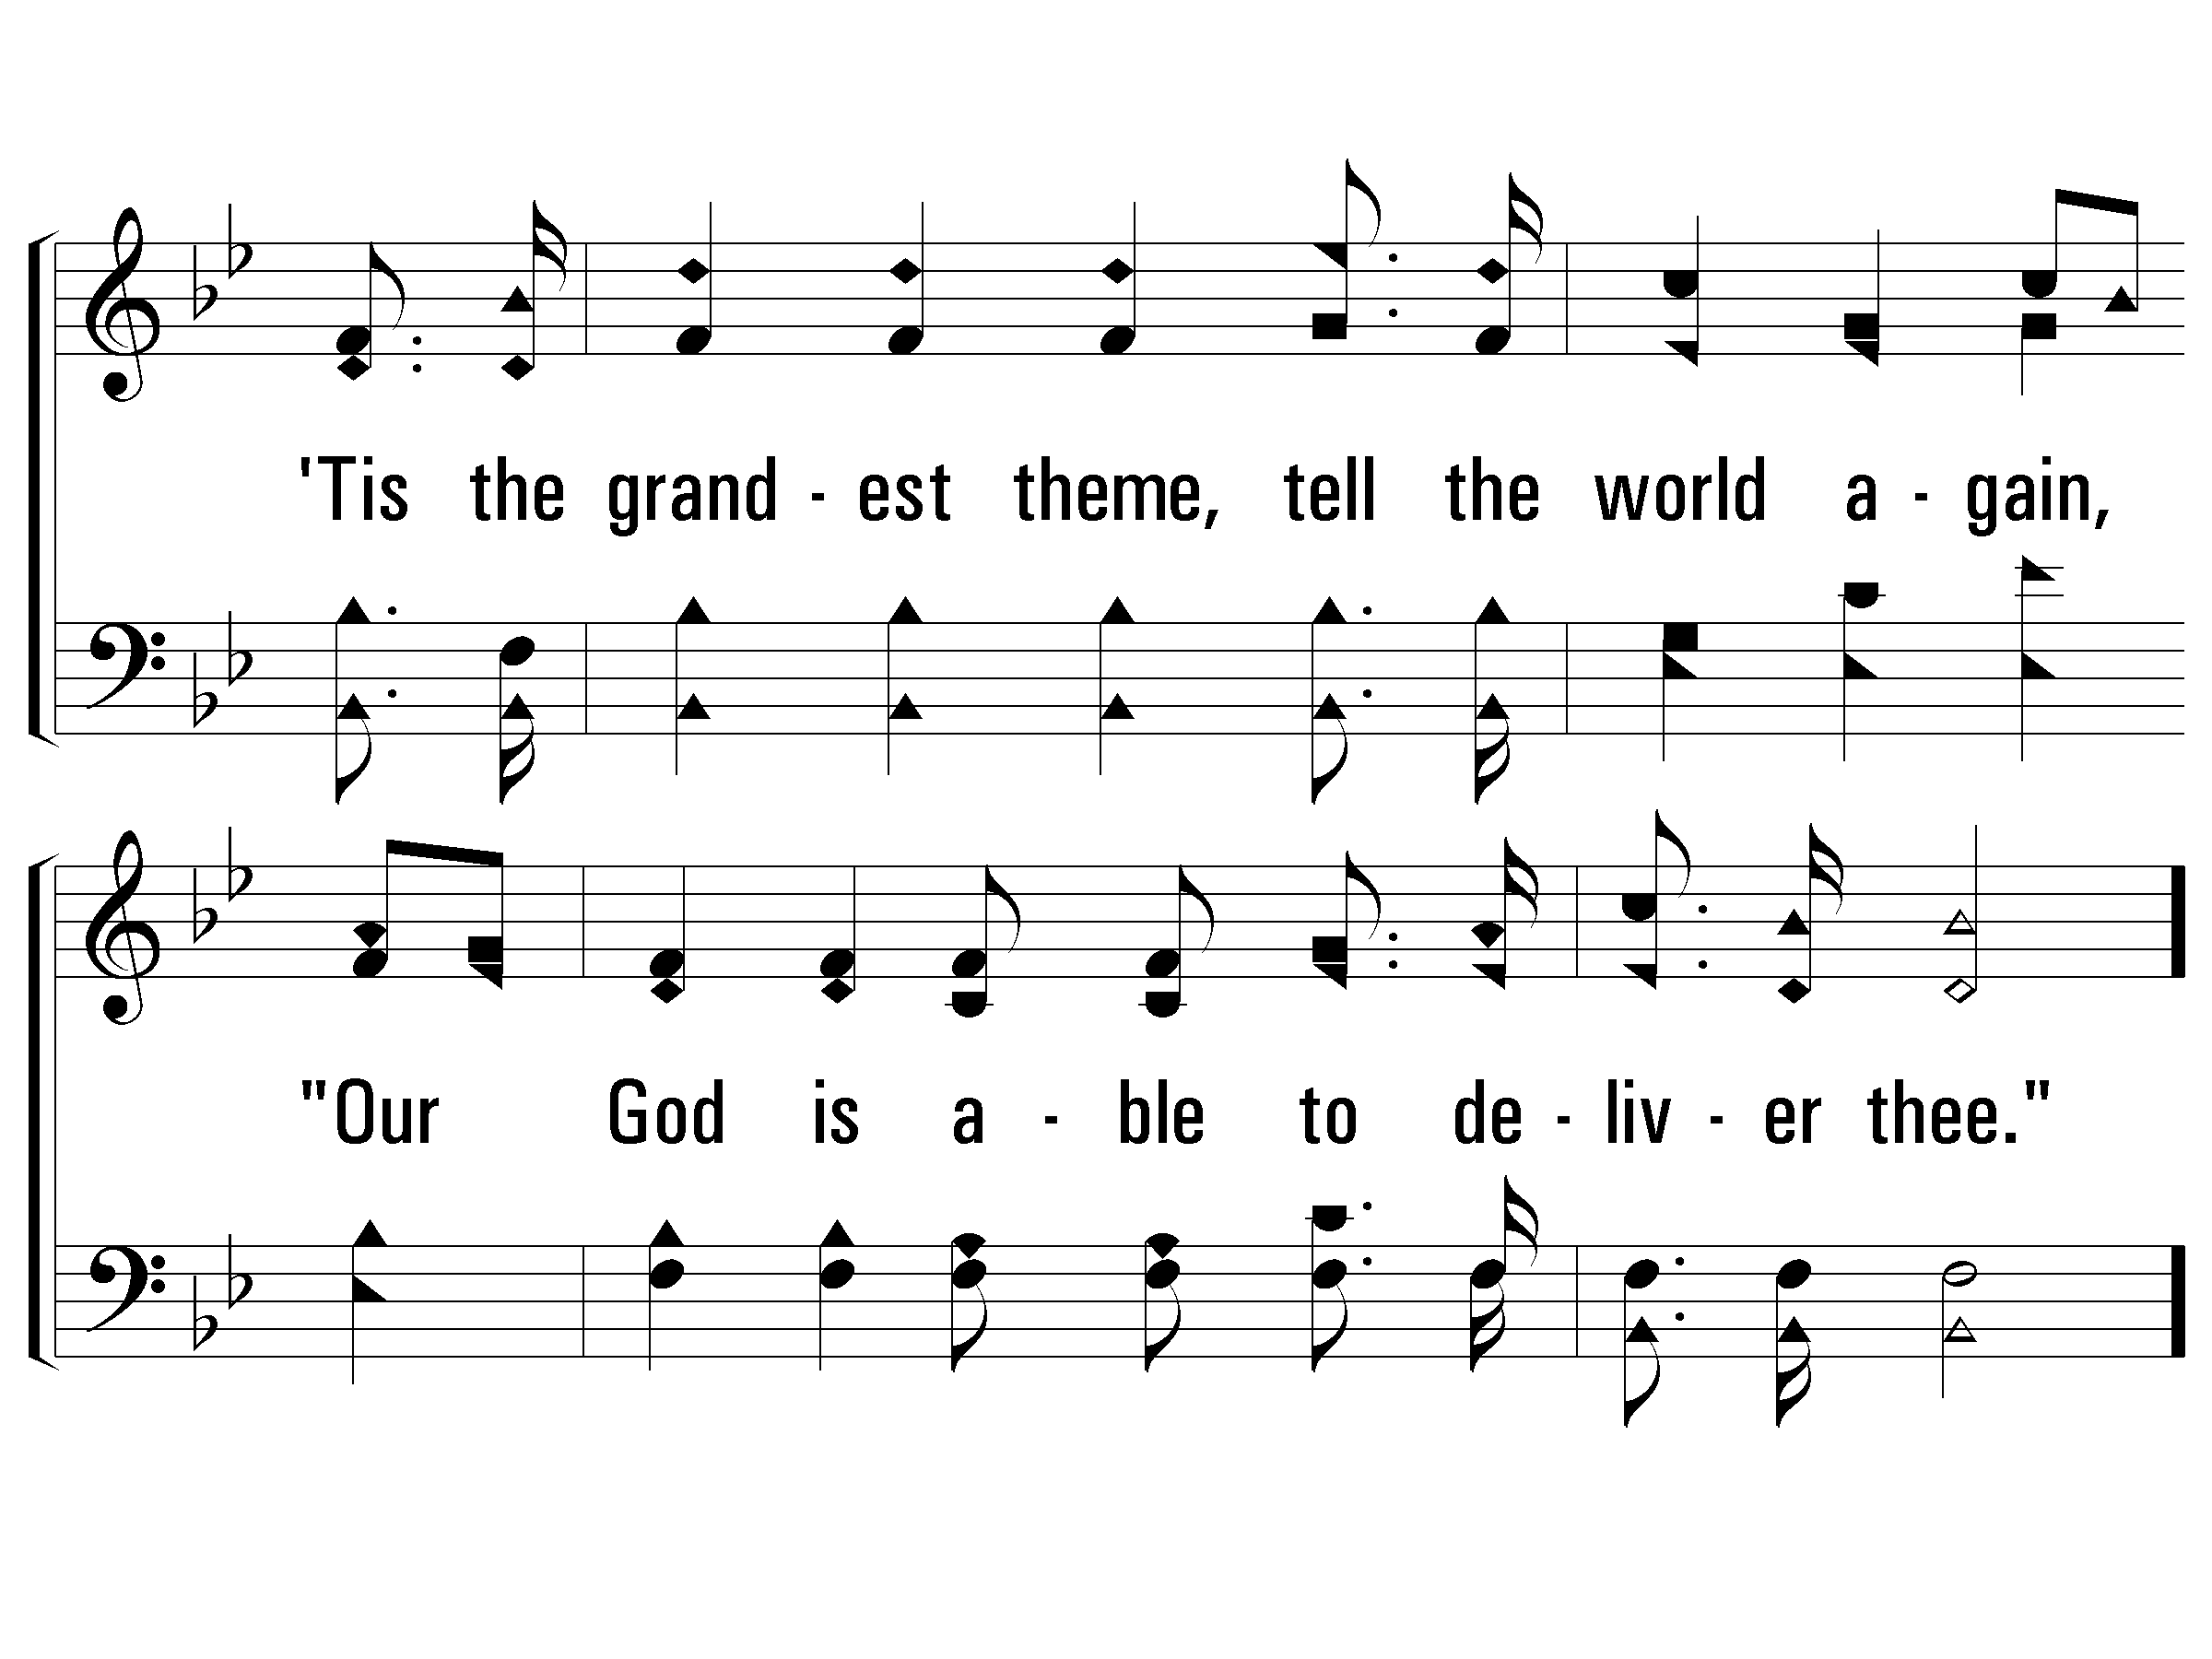 'Tis the grand - est theme, tell the world a - gain,
"Our God is a - ble to de - liv - er thee."